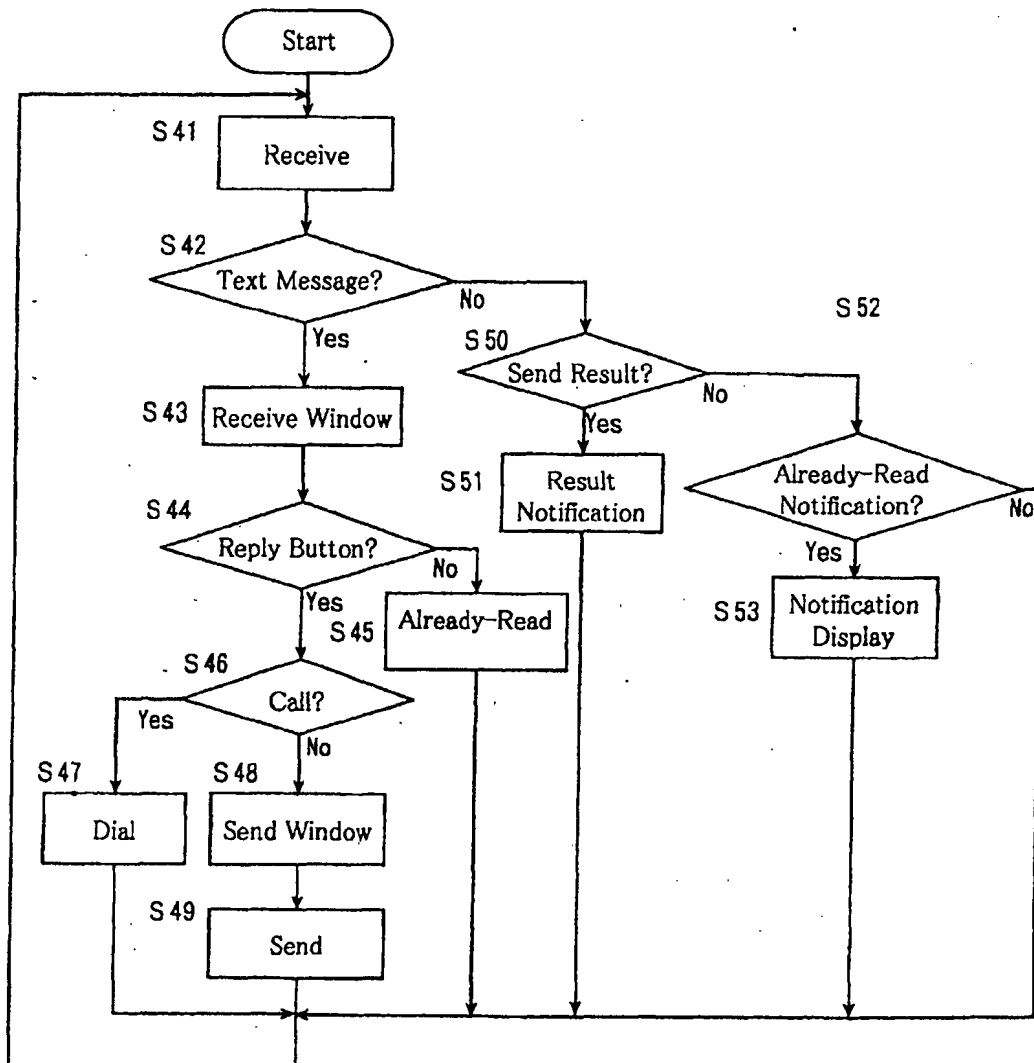 Start
S41
Receive
S42
Text Message?
No
Yes
S52
S50
Send Result?
No
Yes
S43
Receive Window
S51
Result
Notification
Already-Read
Notification?
No
Yes
S44
Reply Button?
No
Yes
S45
Already-Read
S53
Notification
Display
S46
Call?
Yes
No
S47
Dial
S48
Send Window
S49
Send